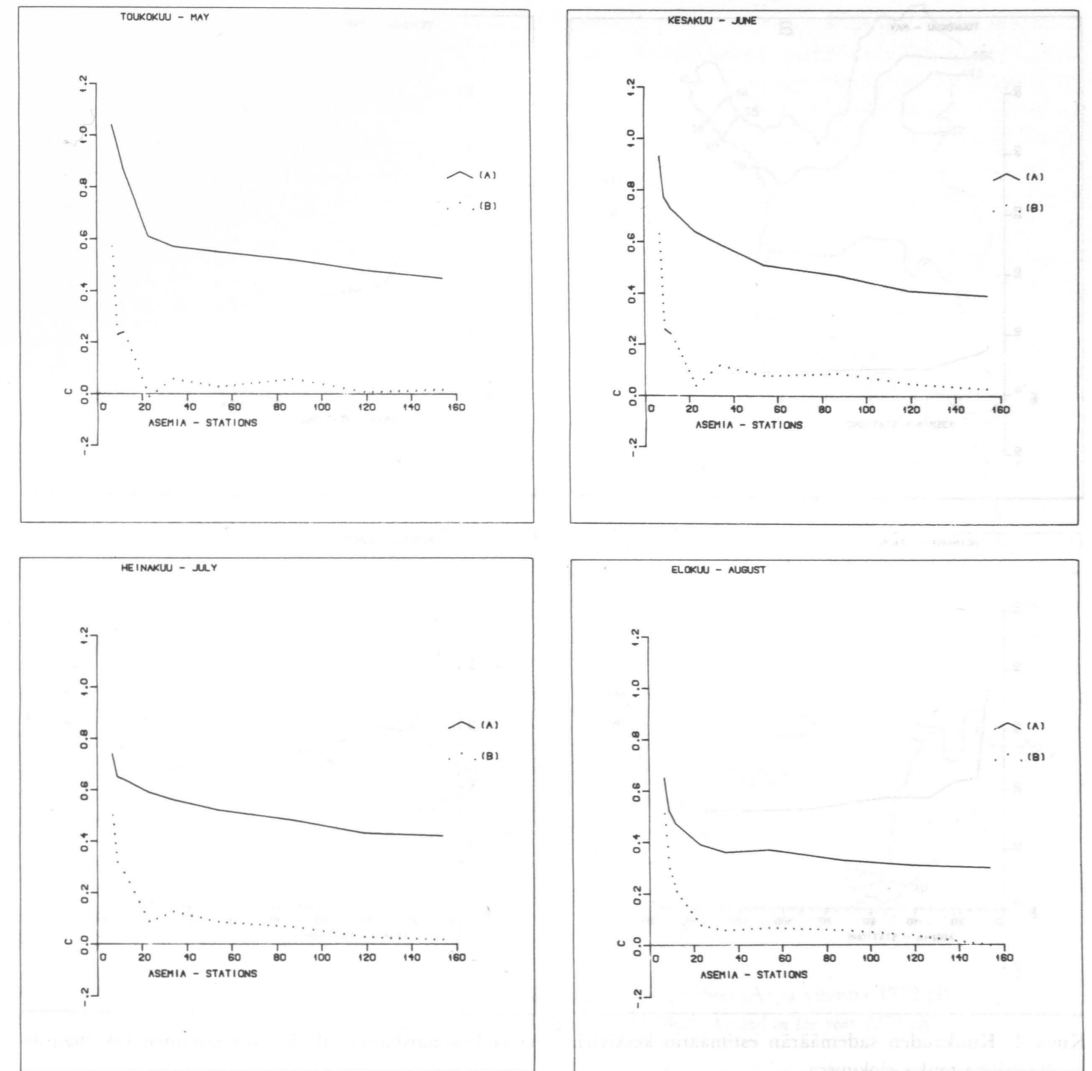 TOUKOKUU - MAY
1.2
1.0
0.8
0.6
0.4
0.2
0.0
-.2
C
0 20 40 60 80 100 120 140 160
ASEMIA - STATIONS
(A)
(B)
KESAKUU - JUNE
1.2
1.0
0.8
0.6
0.4
0.2
0.0
-.2
C
0 20 40 60 80 100 120 140 160
ASEMIA - STATIONS
(A)
(B)
HEINAKUU - JULY
1.2
1.0
0.8
0.6
0.4
0.2
0.0
-.2
C
0 20 40 60 80 100 120 140 160
ASEMIA - STATIONS
(A)
(B)
ELOKUU - AUGUST
1.2
1.0
0.8
0.6
0.4
0.2
0.0
-.2
C
0 20 40 60 80 100 120 140 160
ASEMIA - STATIONS
(A)
(B)